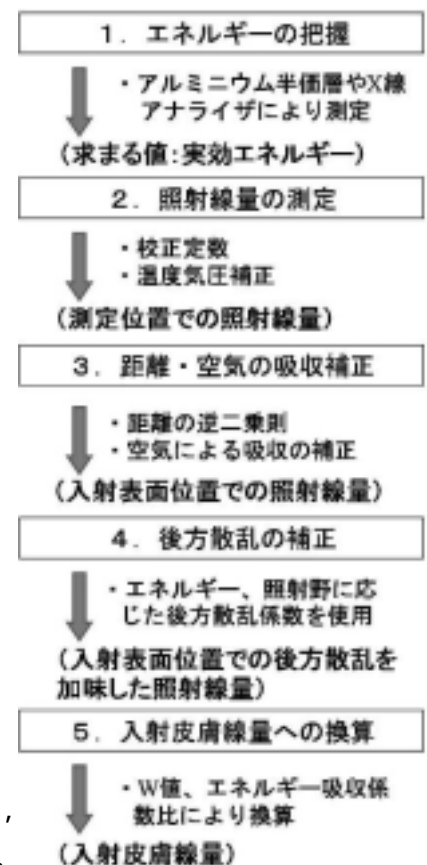 1. エネルギーの把握
・アルミニウム半価層やX線
アナライザにより測定
(求まる値:実効エネルギー)
2. 照射線量の測定
・校正定数
・温度気圧補正
(測定位置での照射線量)
3. 距離・空気の吸収補正
・距離の逆二乗則
・空気による吸収の補正
(入射表面位置での照射線量)
4. 後方散乱の補正
・エネルギー、照射野に応
じた後方散乱係数を使用
(入射表面位置での後方散乱を
加味した照射線量)
5. 入射皮膚線量への換算
・W値、エネルギー吸収係
数比により換算
(入射皮膚線量)